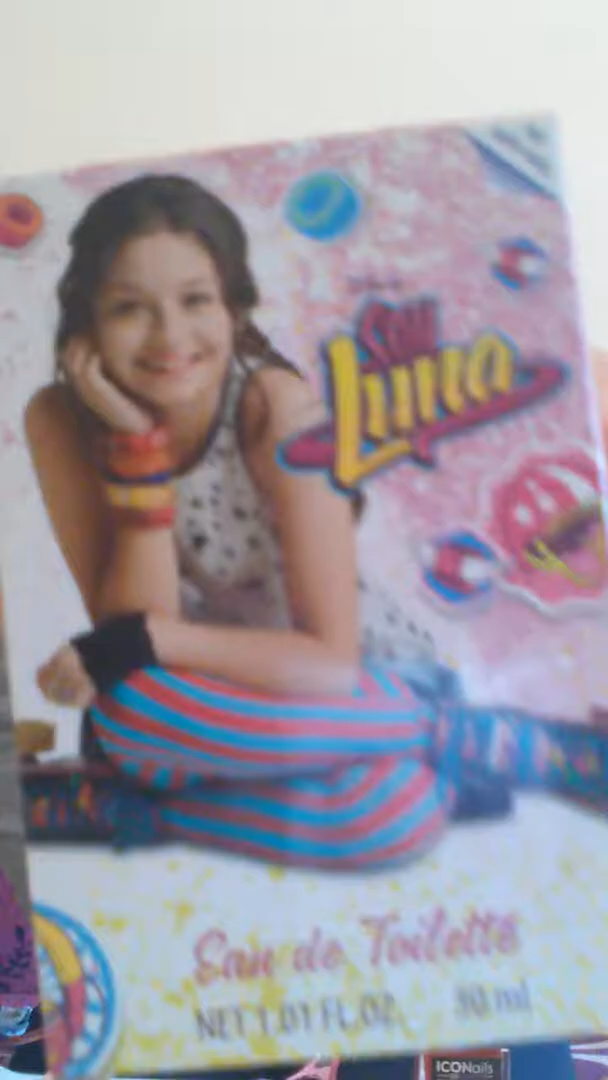 SOY
Luna
Eau de Toilette
NET 1.01 FL.OZ. 30 ml
ICONails